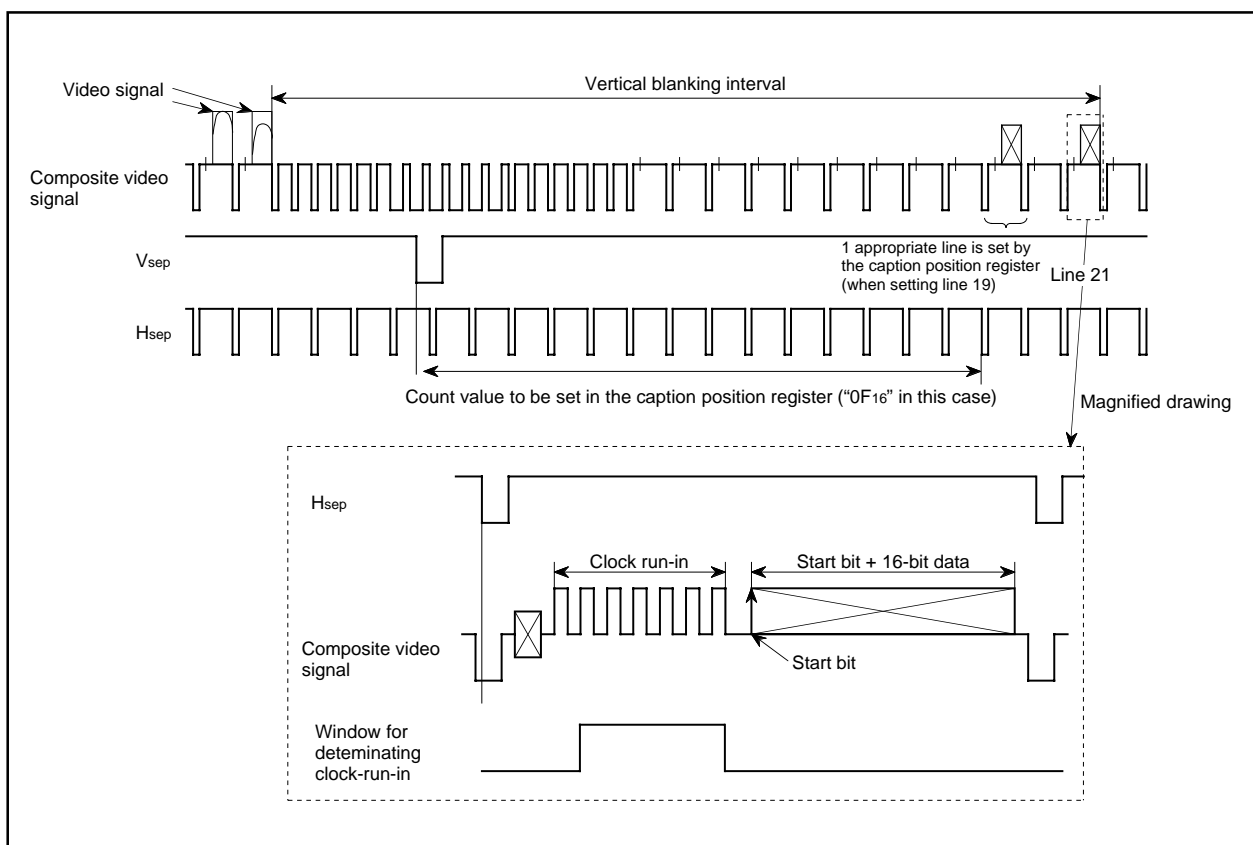 Video signal
Vertical blanking interval
Composite video
signal
Vsep
1 appropriate line is set by
the caption position register
(when setting line 19)
Line 21
Hsep
Count value to be set in the caption position register (“0F16” in this case)
Magnified drawing
Hsep
Clock run-in
Start bit + 16-bit data
Composite video
signal
Start bit
Window for
deteminating
clock-run-in